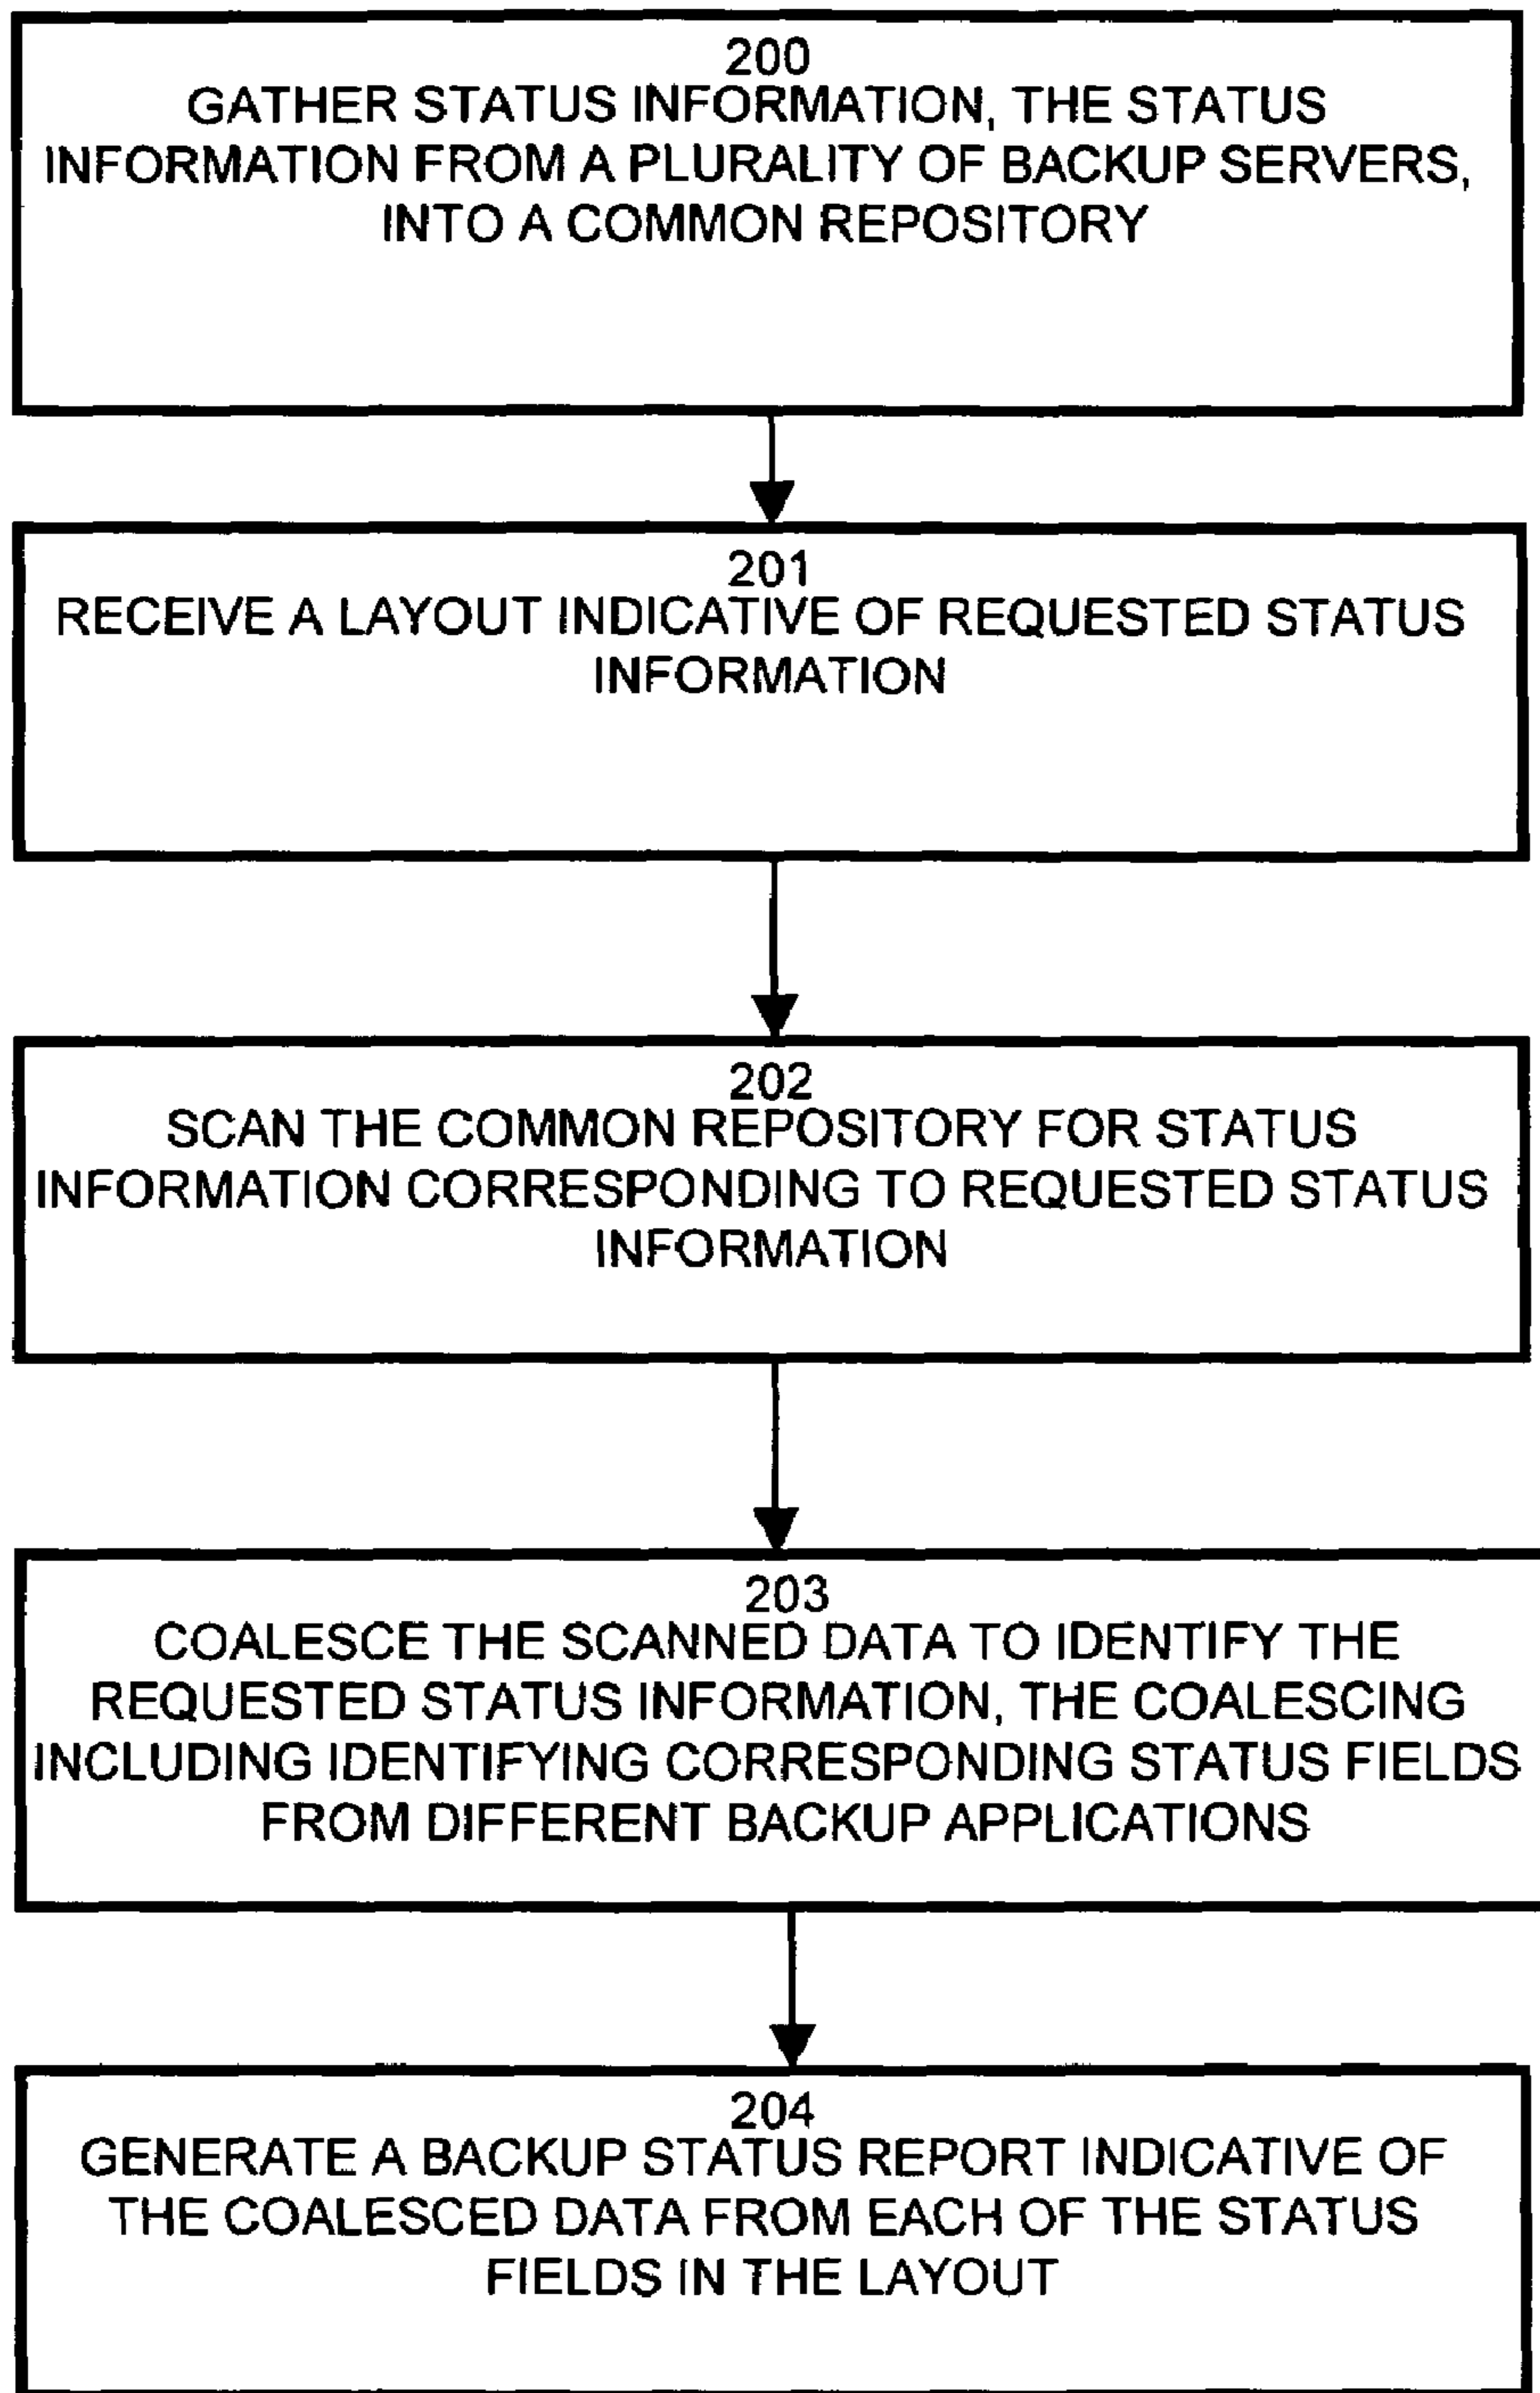 200
GATHER STATUS INFORMATION, THE STATUS
INFORMATION FROM A PLURALITY OF BACKUP SERVERS,
INTO A COMMON REPOSITORY
201
RECEIVE A LAYOUT INDICATIVE OF REQUESTED STATUS
INFORMATION
202
SCAN THE COMMON REPOSITORY FOR STATUS
INFORMATION CORRESPONDING TO REQUESTED STATUS
INFORMATION
203
COALESCE THE SCANNED DATA TO IDENTIFY THE
REQUESTED STATUS INFORMATION, THE COALESCING
INCLUDING IDENTIFYING CORRESPONDING STATUS FIELDS
FROM DIFFERENT BACKUP APPLICATIONS
204
GENERATE A BACKUP STATUS REPORT INDICATIVE OF
THE COALESCED DATA FROM EACH OF THE STATUS
FIELDS IN THE LAYOUT